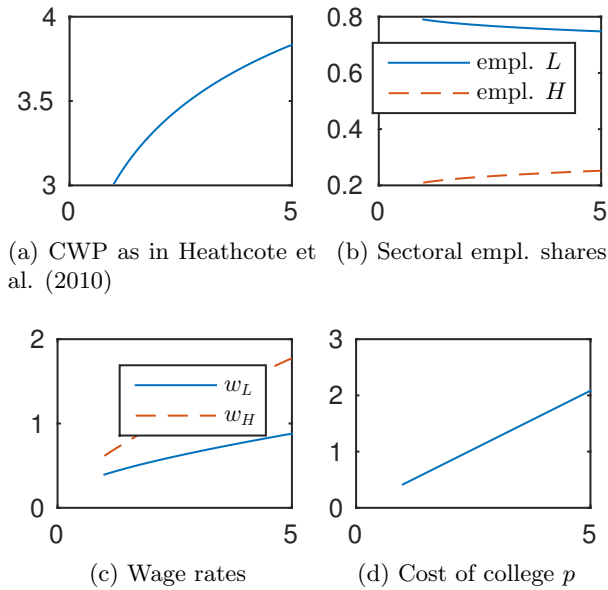 4
3.5
3
0
5
(a) CWP as in Heathcote et
al. (2010)
0.8
0.6
0.4
0.2
0
5
empl. L
empl. H
(b) Sectoral empl. shares
2
1
0
0
5
w_L
w_H
(c) Wage rates
3
2
1
0
0
5
(d) Cost of college p